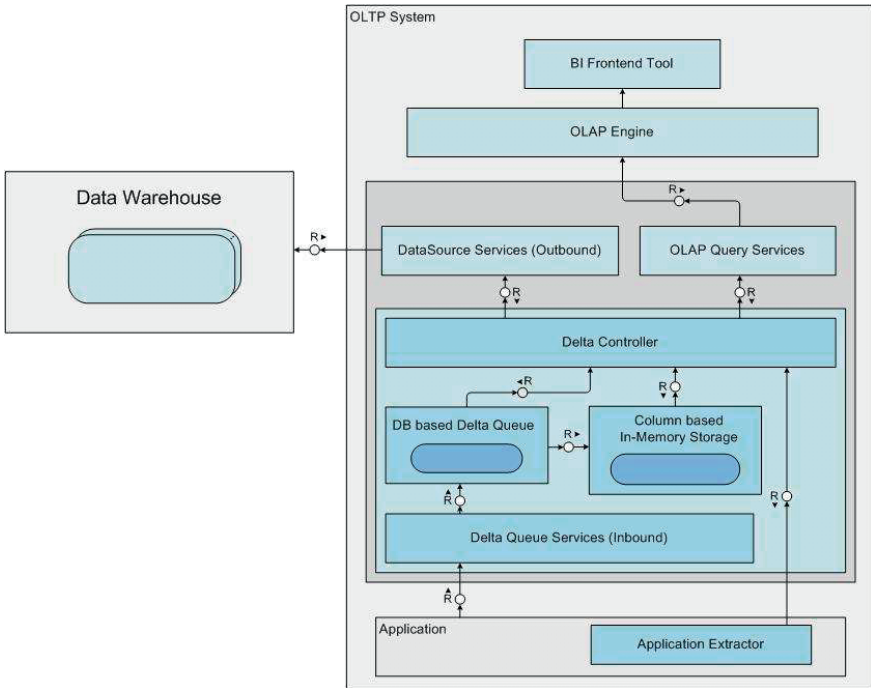 OLTP System
BI Frontend Tool
OLAP Engine
Data Warehouse
R
R
DataSource Services (Outbound)
OLAP Query Services
R
R
Delta Controller
R
R
DB based Delta Queue
Column based
In-Memory Storage
R
R
R
Delta Queue Services (Inbound)
R
Application
Application Extractor